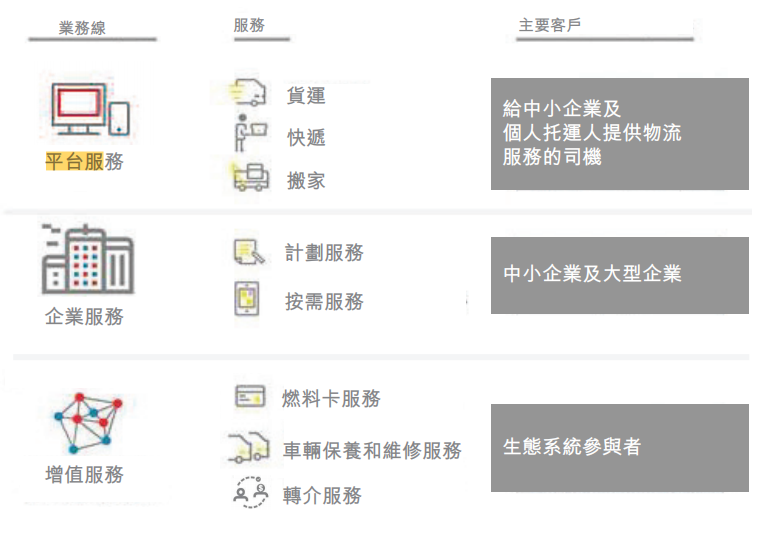 業務線
服務
主要客戶
平台服務
貨運
快遞
搬家
給中小企業及
個人托運人提供物流
服務的司機
企業服務
計劃服務
按需服務
中小企業及大型企業
增值服務
燃料卡服務
車輛保養和維修服務
轉介服務
生態系統參與者